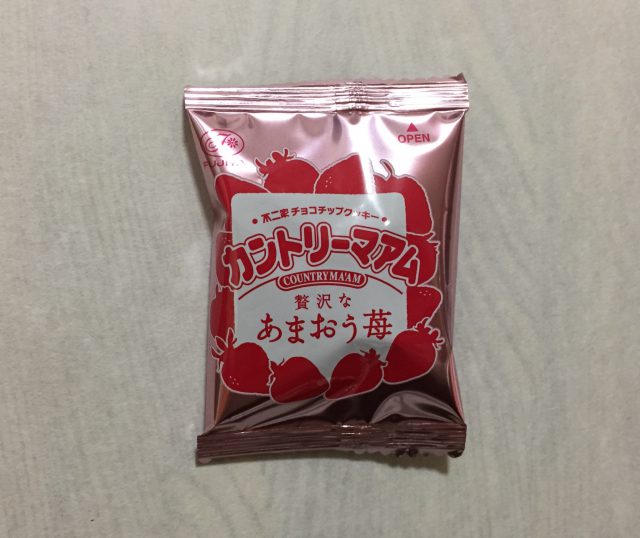 FUJIYA
OPEN
不二家 チョコチップクッキー
カントリーマアム
COUNTRY MA'AM
贅沢な
あまおう苺